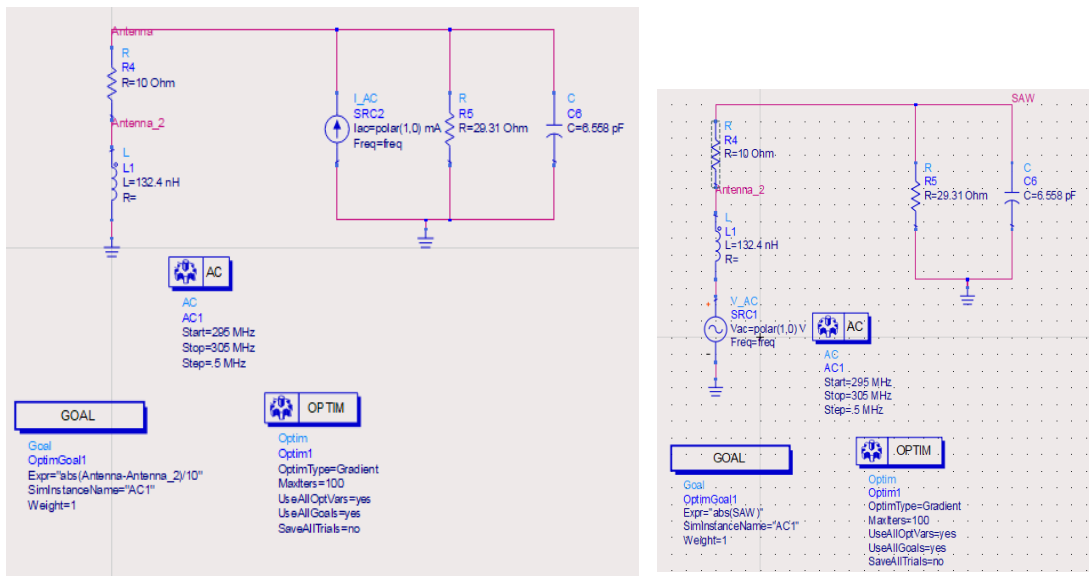 Antenna
R
R4
R=10 Ohm
Antenna_2
L
L1
L=132.4 nH
R=
I_AC
SRC2
Iac=polar(1,0) mA
Freq=freq
R
R5
R=29.31 Ohm
C
C6
C=6.558 pF
AC
AC
AC1
Start=295 MHz
Stop=305 MHz
Step=.5 MHz
GOAL
Goal
OptimGoal1
Expr="abs(Antenna-Antenna_2)/10"
SimInstanceName="AC1"
Weight=1
OPTIM
Optim
Optim1
OptimType=Gradient
MaxIters=100
UseAllOptVars=yes
UseAllGoals=yes
SaveAllTrials=no
SAW
R
R4
R=10 Ohm
Antenna_2
L
L1
L=132.4 nH
R=
V_AC
SRC1
Vac=polar(1,0) V
Freq=freq
R
R5
R=29.31 Ohm
C
C6
C=6.558 pF
AC
AC
AC1
Start=295 MHz
Stop=305 MHz
Step=.5 MHz
GOAL
Goal
OptimGoal1
Expr="abs(SAW)"
SimInstanceName="AC1"
Weight=1
OPTIM
Optim
Optim1
OptimType=Gradient
MaxIters=100
UseAllOptVars=yes
UseAllGoals=yes
SaveAllTrials=no